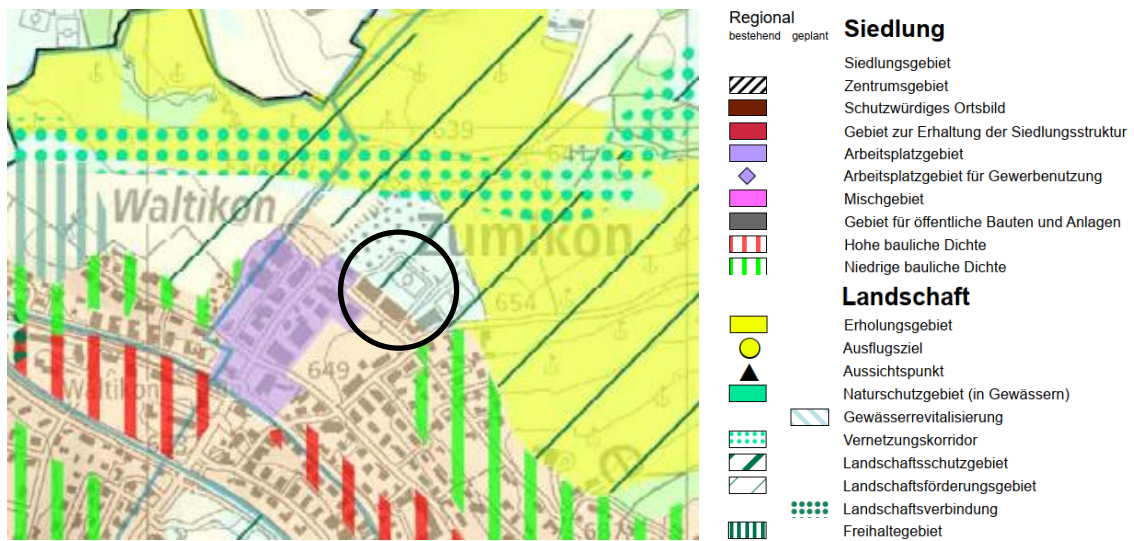 639
641
Waltikon
Zumikon
654
649
Waltikon
Regional
bestehend geplant
Siedlung
Siedlungsgebiet
Zentrumsgebiet
Schutzwürdiges Ortsbild
Gebiet zur Erhaltung der Siedlungsstruktur
Arbeitsplatzgebiet
Arbeitsplatzgebiet für Gewerbenutzung
Mischgebiet
Gebiet für öffentliche Bauten und Anlagen
Hohe bauliche Dichte
Niedrige bauliche Dichte
Landschaft
Erholungsgebiet
Ausflugsziel
Aussichtspunkt
Naturschutzgebiet (in Gewässern)
Gewässerrevitalisierung
Vernetzungskorridor
Landschaftsschutzgebiet
Landschaftsförderungsgebiet
Landschaftsverbindung
Freihaltegebiet